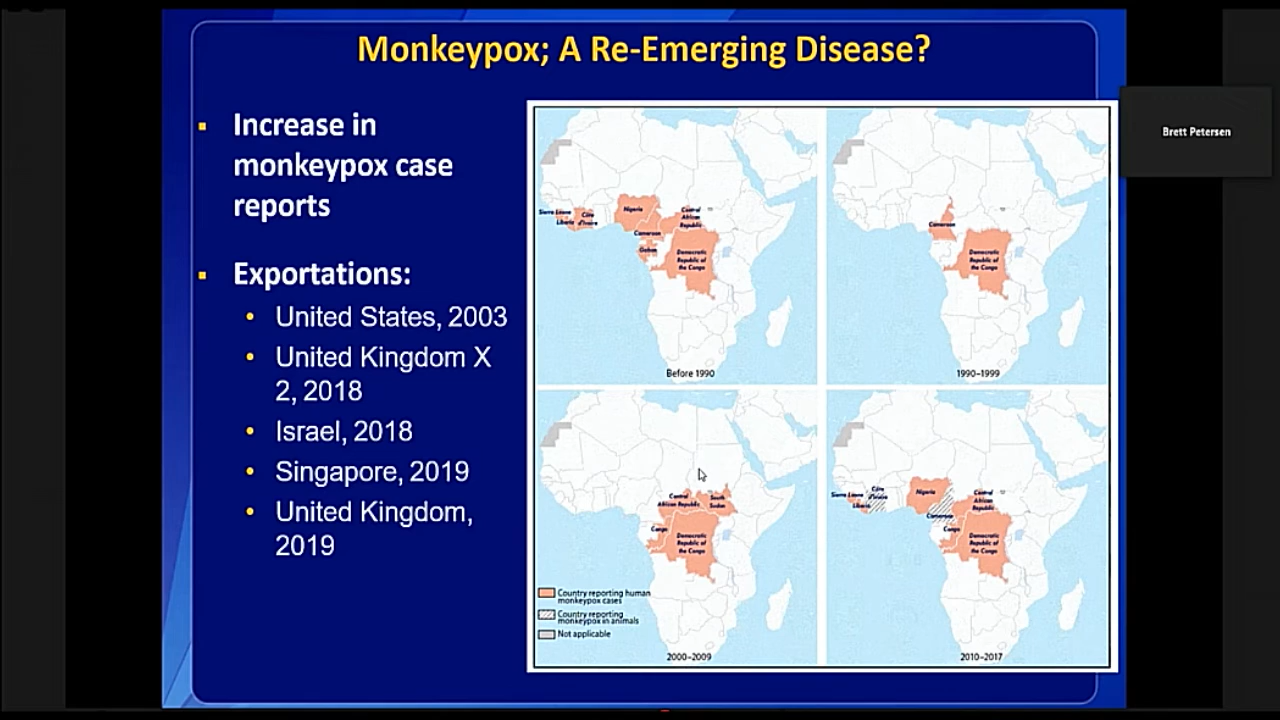 Monkeypox; A Re-Emerging Disease?
Brett Petersen
Increase in
monkeypox case
reports
Exportations:
United States, 2003
United Kingdom X
2, 2018
Israel, 2018
Singapore, 2019
United Kingdom,
2019
Sierra Leone
Liberia
Côte
d'Ivoire
Nigeria
Cameroon
Central
African
Republic
Gabon
Democratic
Republic of
the Congo
Before 1990
Cameroon
Democratic
Republic of
the Congo
1990–1999
Central
African Republic
South
Sudan
Congo
Democratic
Republic of
the Congo
Country reporting human
monkeypox cases
Country reporting
monkeypox in animals
Not applicable
2000–2009
Sierra Leone
Liberia
Côte
d'Ivoire
Nigeria
Cameroon
Central
African
Republic
Congo
Democratic
Republic of
the Congo
2010–2017